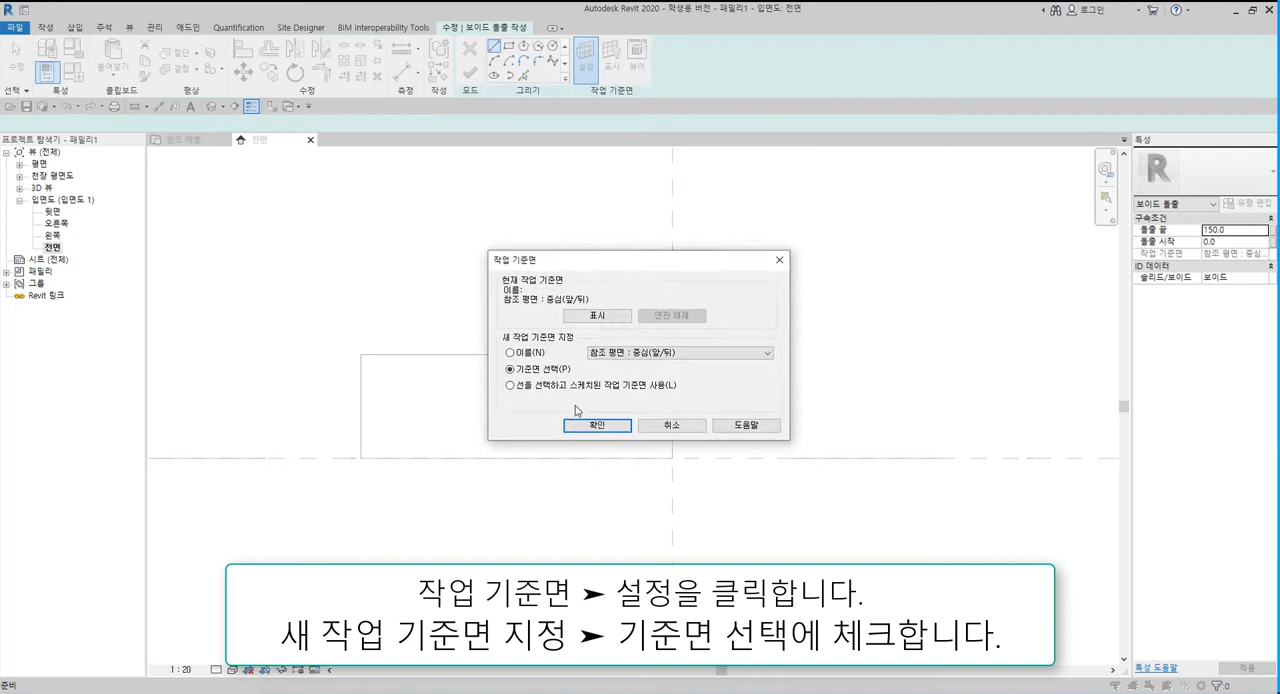 Autodesk Revit 2020 - 학생용 버전 - 패밀리1 - 입면도: 전면
로그인
파일 작성 삽입 주석 뷰 관리 애드인 Quantification Site Designer BIM Interoperability Tools 수정 | 보이드 돌출 작성
수정 붙여넣기 절단 결합 설정 표시 뷰어
선택 특성 클립보드 형상 수정 측정 작성 모드 그리기 작업 기준면
프로젝트 탐색기 - 패밀리1
뷰 (전체)
평면
천장 평면도
3D 뷰
입면도 (입면도 1)
뒷면
오른쪽
왼쪽
전면
시트 (전체)
패밀리
그룹
Revit 링크
참조 레벨
전면
작업 기준면
현재 작업 기준면
이름:
참조 평면 : 중심(앞/뒤)
표시 연관 해제
새 작업 기준면 지정
이름(N) 참조 평면 : 중심(앞/뒤)
기준면 선택(P)
선을 선택하고 스케치된 작업 기준면 사용(L)
확인 취소 도움말
특성
보이드 돌출 유형 편집
구속조건
돌출 끝 150.0
돌출 시작 0.0
작업 기준면 참조 평면 : 중심...
ID 데이터
솔리드/보이드 보이드
작업 기준면 ➤ 설정을 클릭합니다.
새 작업 기준면 지정 ➤ 기준면 선택에 체크합니다.
1 : 20
특성 도움말 적용
준비
:0